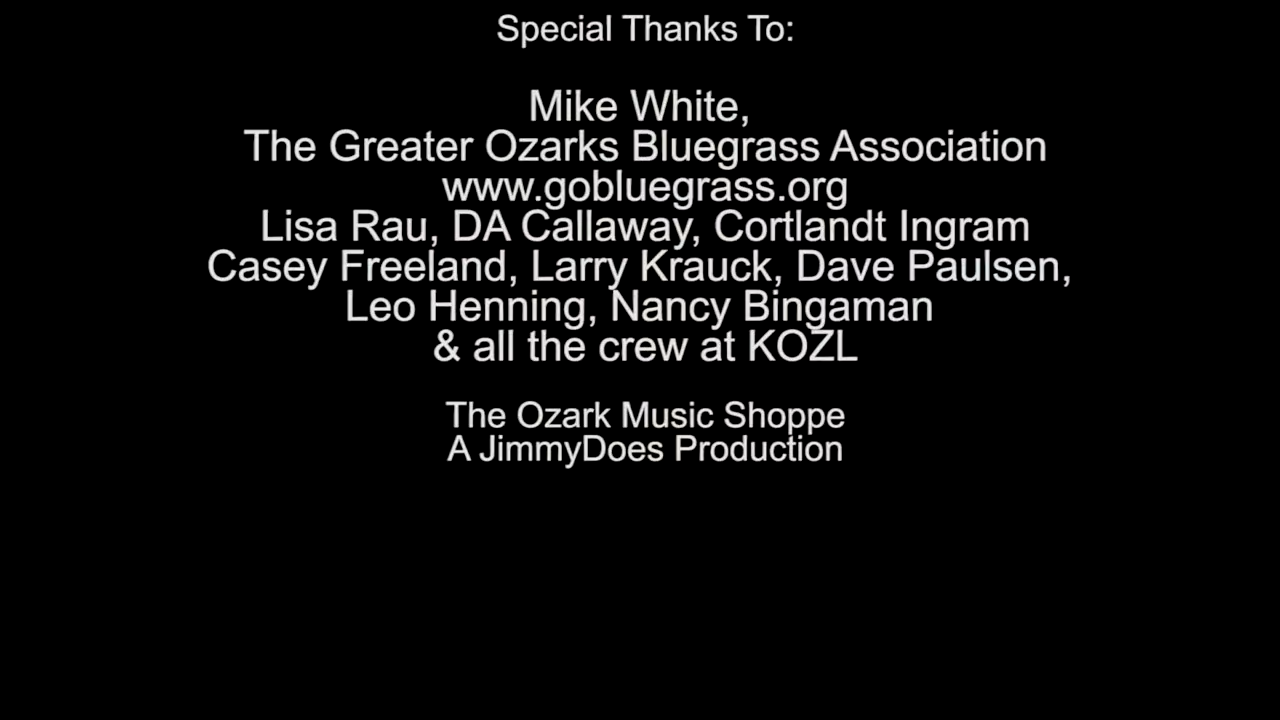 Special Thanks To:
Mike White,
The Greater Ozarks Bluegrass Association
www.gobluegrass.org
Lisa Rau, DA Callaway, Cortlandt Ingram
Casey Freeland, Larry Krauck, Dave Paulsen,
Leo Henning, Nancy Bingaman
& all the crew at KOZL
The Ozark Music Shoppe
A JimmyDoes Production